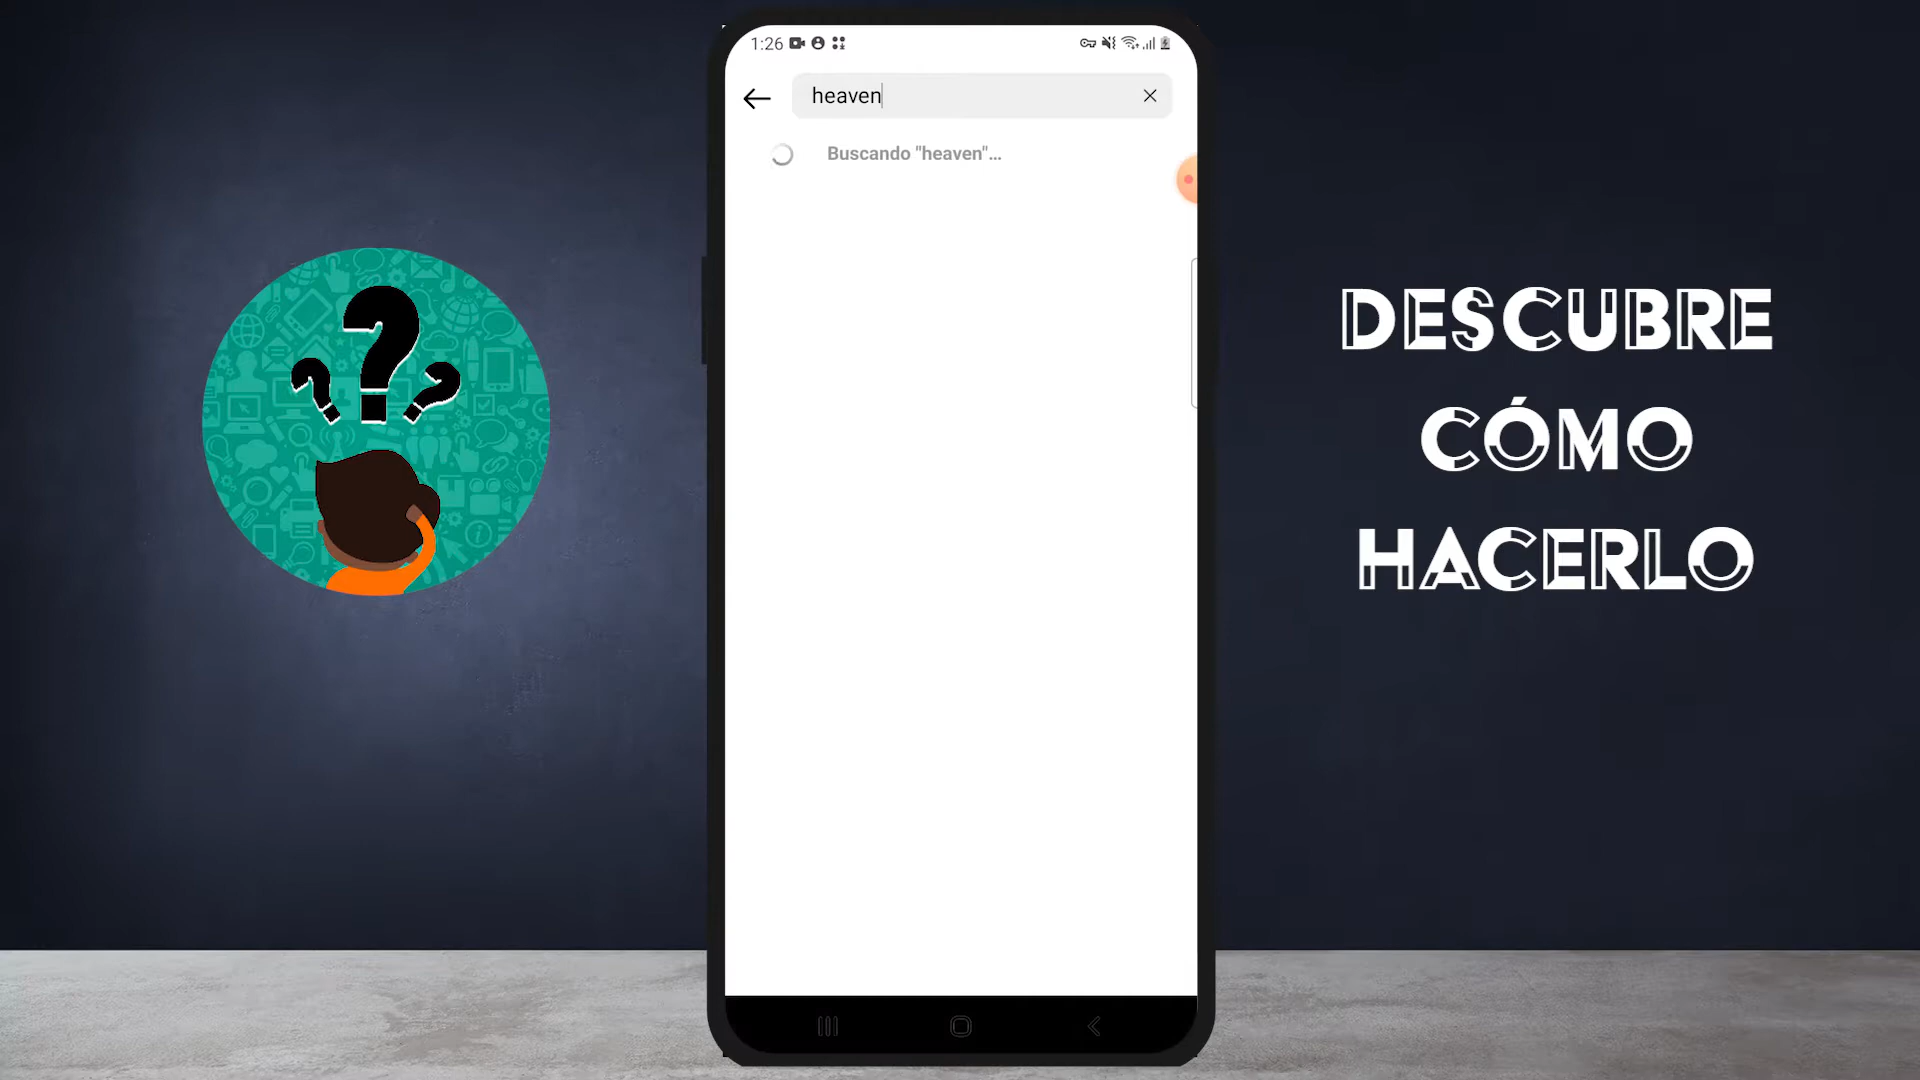 1:26
heaven
Buscando "heaven"...
DESCUBRE
CÓMO
HACERLO